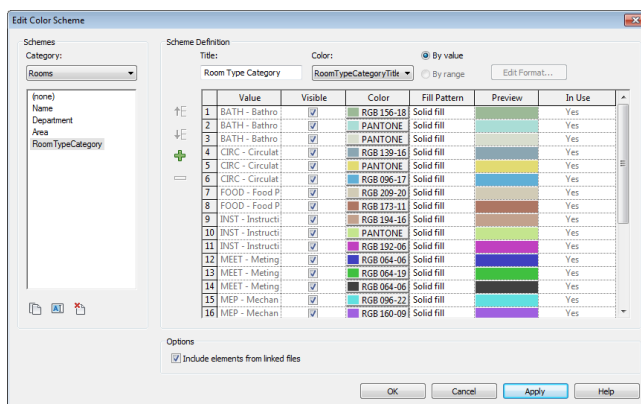 Edit Color Scheme
Schemes
Category:
Rooms
(none)
Name
Department
Area
RoomTypeCategory
Scheme Definition
Title:
Room Type Category
Color:
RoomTypeCategoryTitle
By value
By range
Edit Format...
Value Visible Color Fill Pattern Preview In Use
1 BATH - Bathro RGB 156-18 Solid fill Yes
2 BATH - Bathro PANTONE Solid fill Yes
3 BATH - Bathro PANTONE Solid fill Yes
4 CIRC - Circulat RGB 139-16 Solid fill Yes
5 CIRC - Circulat PANTONE Solid fill Yes
6 CIRC - Circulat RGB 096-17 Solid fill Yes
7 FOOD - Food P RGB 209-20 Solid fill Yes
8 FOOD - Food P RGB 173-11 Solid fill Yes
9 INST - Instructi RGB 194-16 Solid fill Yes
10 INST - Instructi PANTONE Solid fill Yes
11 INST - Instructi RGB 192-06 Solid fill Yes
12 MEET - Meting RGB 064-06 Solid fill Yes
13 MEET - Meting RGB 064-19 Solid fill Yes
14 MEET - Meting RGB 064-06 Solid fill Yes
15 MEP - Mechan RGB 096-22 Solid fill Yes
16 MEP - Mechan RGB 160-09 Solid fill Yes
Options
Include elements from linked files
OK Cancel Apply Help